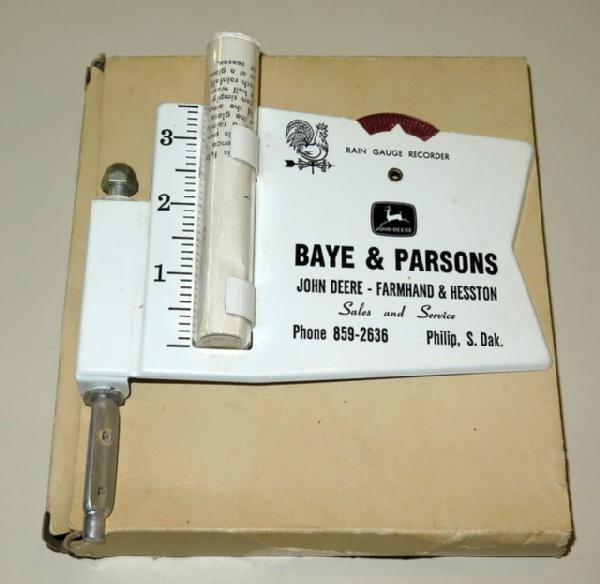 3
2
1
RAIN GAUGE RECORDER
JOHN DEERE
BAYE & PARSONS
JOHN DEERE - FARMHAND & HESSTON
Sales and Service
Phone 859-2636 Philip, S. Dak.